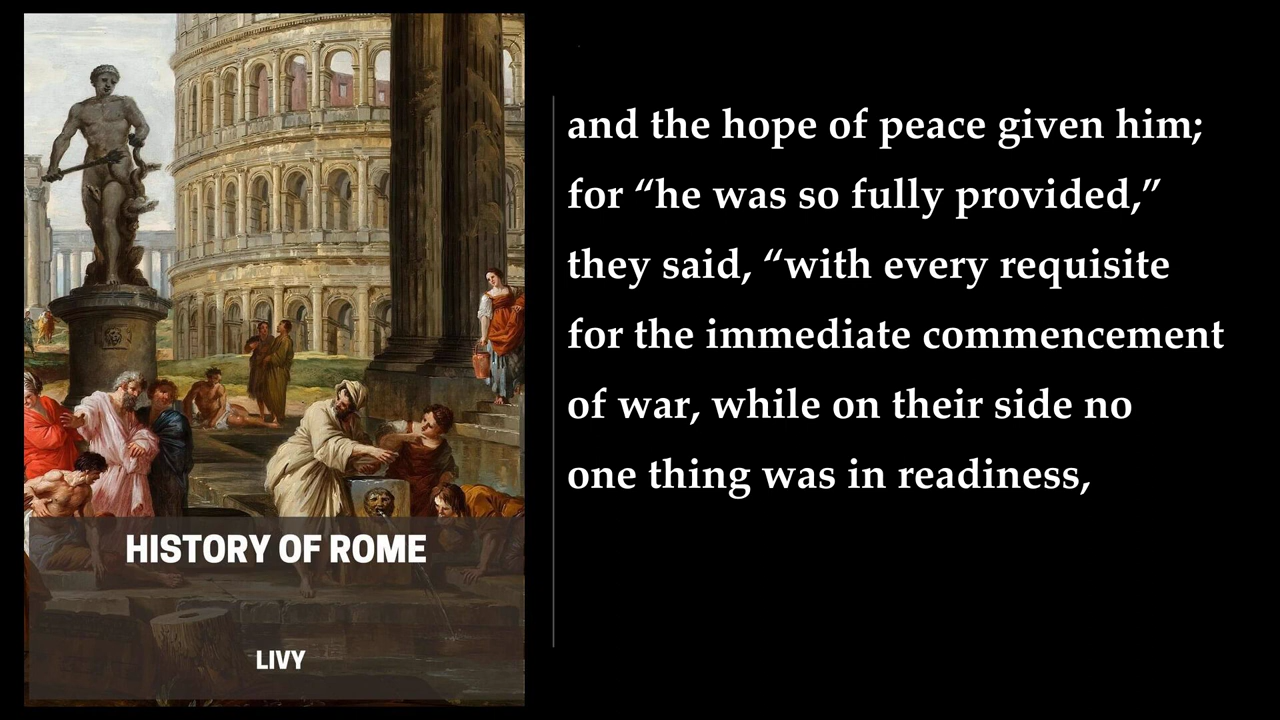 and the hope of peace given him;
for “he was so fully provided,”
they said, “with every requisite
for the immediate commencement
of war, while on their side no
one thing was in readiness,
HISTORY OF ROME
LIVY